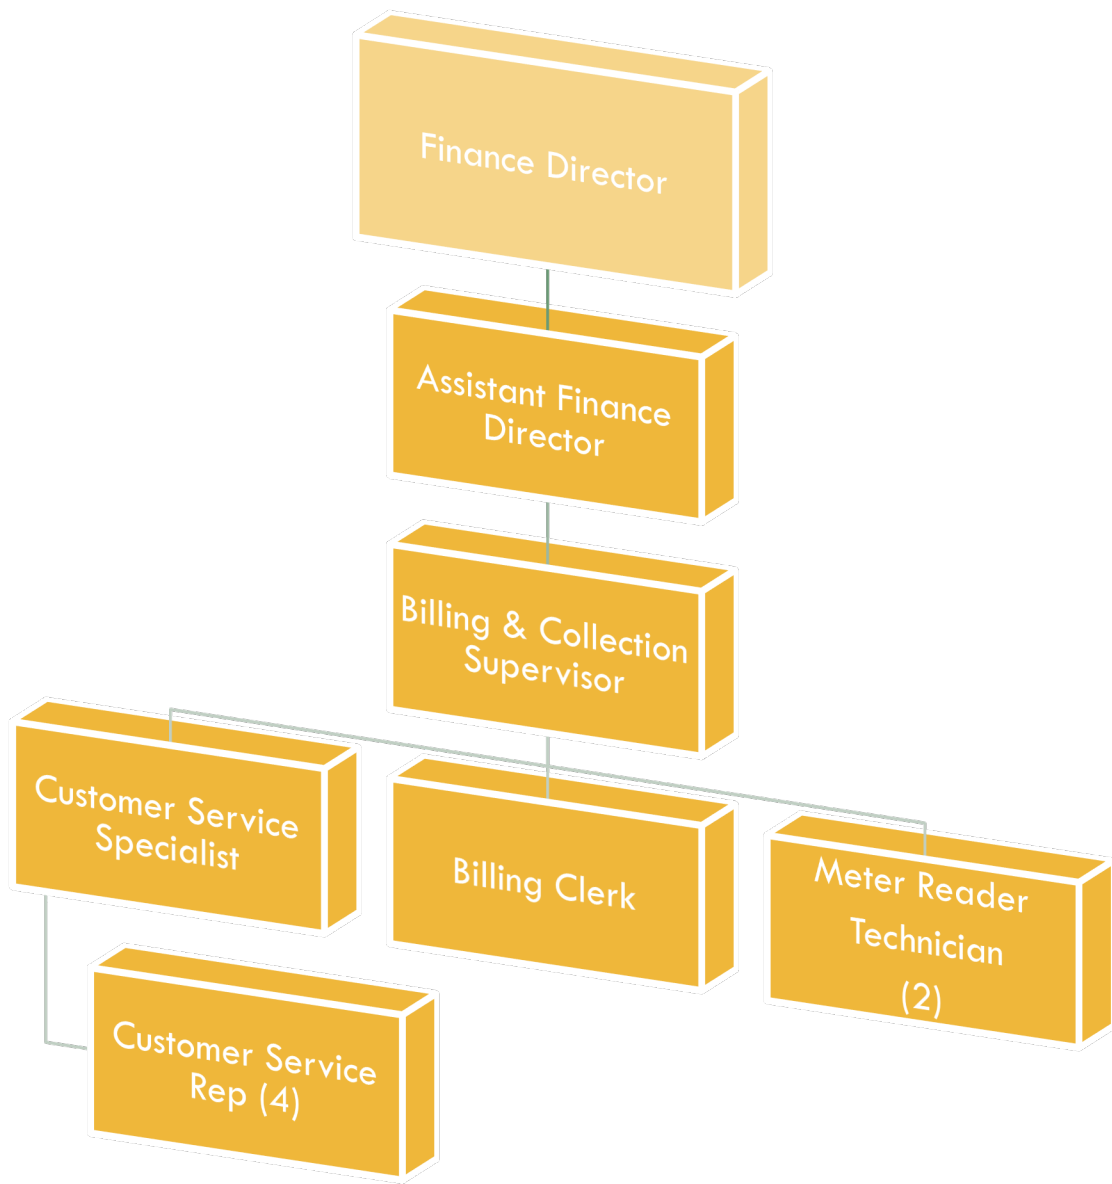 Finance Director
Assistant Finance
Director
Billing & Collection
Supervisor
Customer Service
Specialist
Billing Clerk
Meter Reader
Technician
(2)
Customer Service
Rep (4)